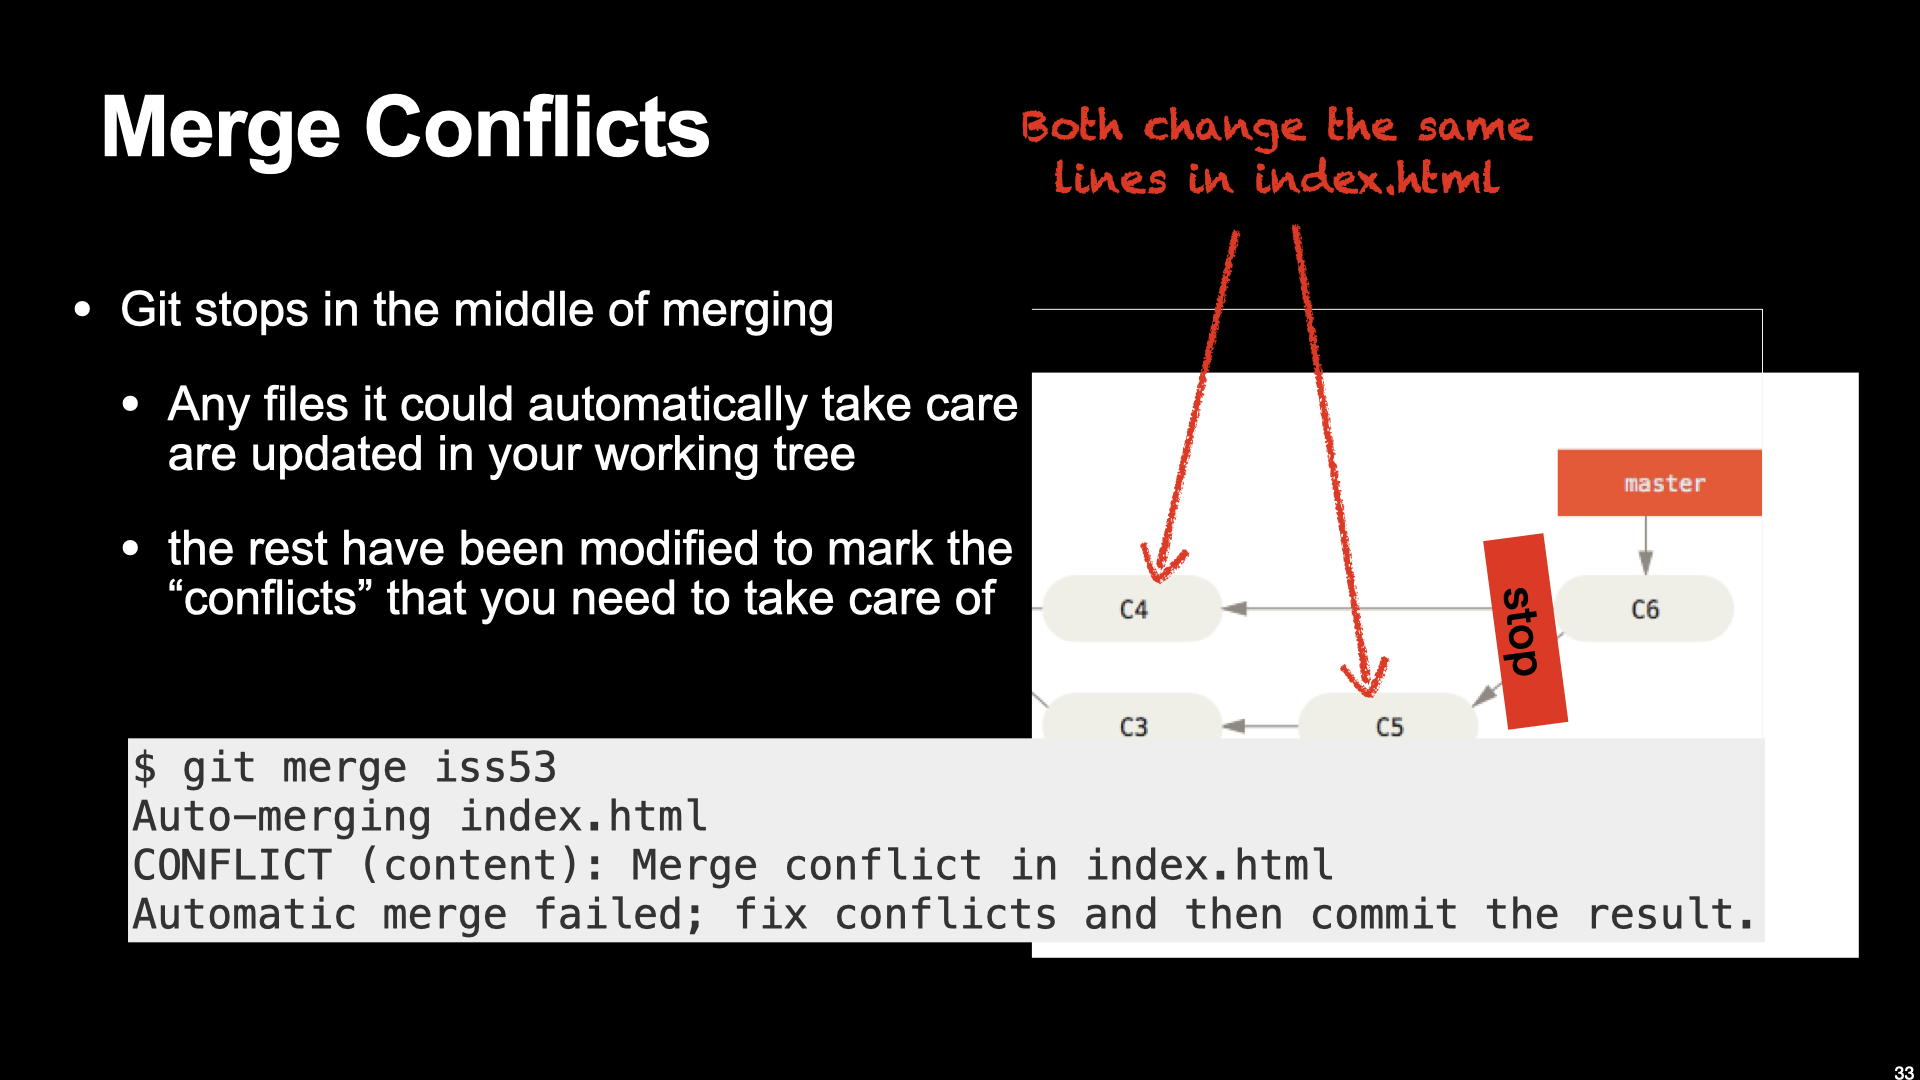 Merge Conflicts
Both change the same
lines in index.html
• Git stops in the middle of merging
• Any files it could automatically take care
are updated in your working tree
• the rest have been modified to mark the
“conflicts” that you need to take care of
master
stop
C4
C6
C3
C5
$ git merge iss53
Auto-merging index.html
CONFLICT (content): Merge conflict in index.html
Automatic merge failed; fix conflicts and then commit the result.
33